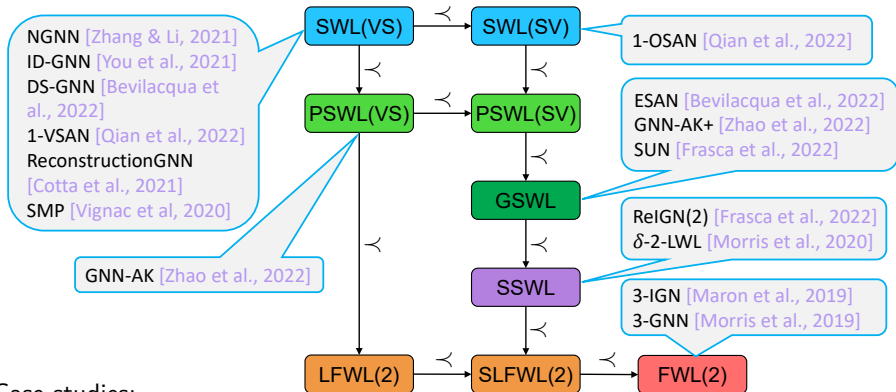 SWL(VS) ≺ SWL(SV)
NGNN [Zhang & Li, 2021]
ID-GNN [You et al., 2021]
DS-GNN [Bevilacqua et
al., 2022]
1-VSAN [Qian et al., 2022]
ReconstructionGNN
[Cotta et al., 2021]
SMP [Vignac et al, 2020]
1-OSAN [Qian et al., 2022]
≺ ≺
PSWL(VS) ≺ PSWL(SV)
ESAN [Bevilacqua et al., 2022]
GNN-AK+ [Zhao et al., 2022]
SUN [Frasca et al., 2022]
≺
GSWL
≺ ≺
ReIGN(2) [Frasca et al., 2022]
δ-2-LWL [Morris et al., 2020]
GNN-AK [Zhao et al., 2022]
SSWL
3-IGN [Maron et al., 2019]
3-GNN [Morris et al., 2019]
≺
LFWL(2) ≺ SLFWL(2) ≺ FWL(2)